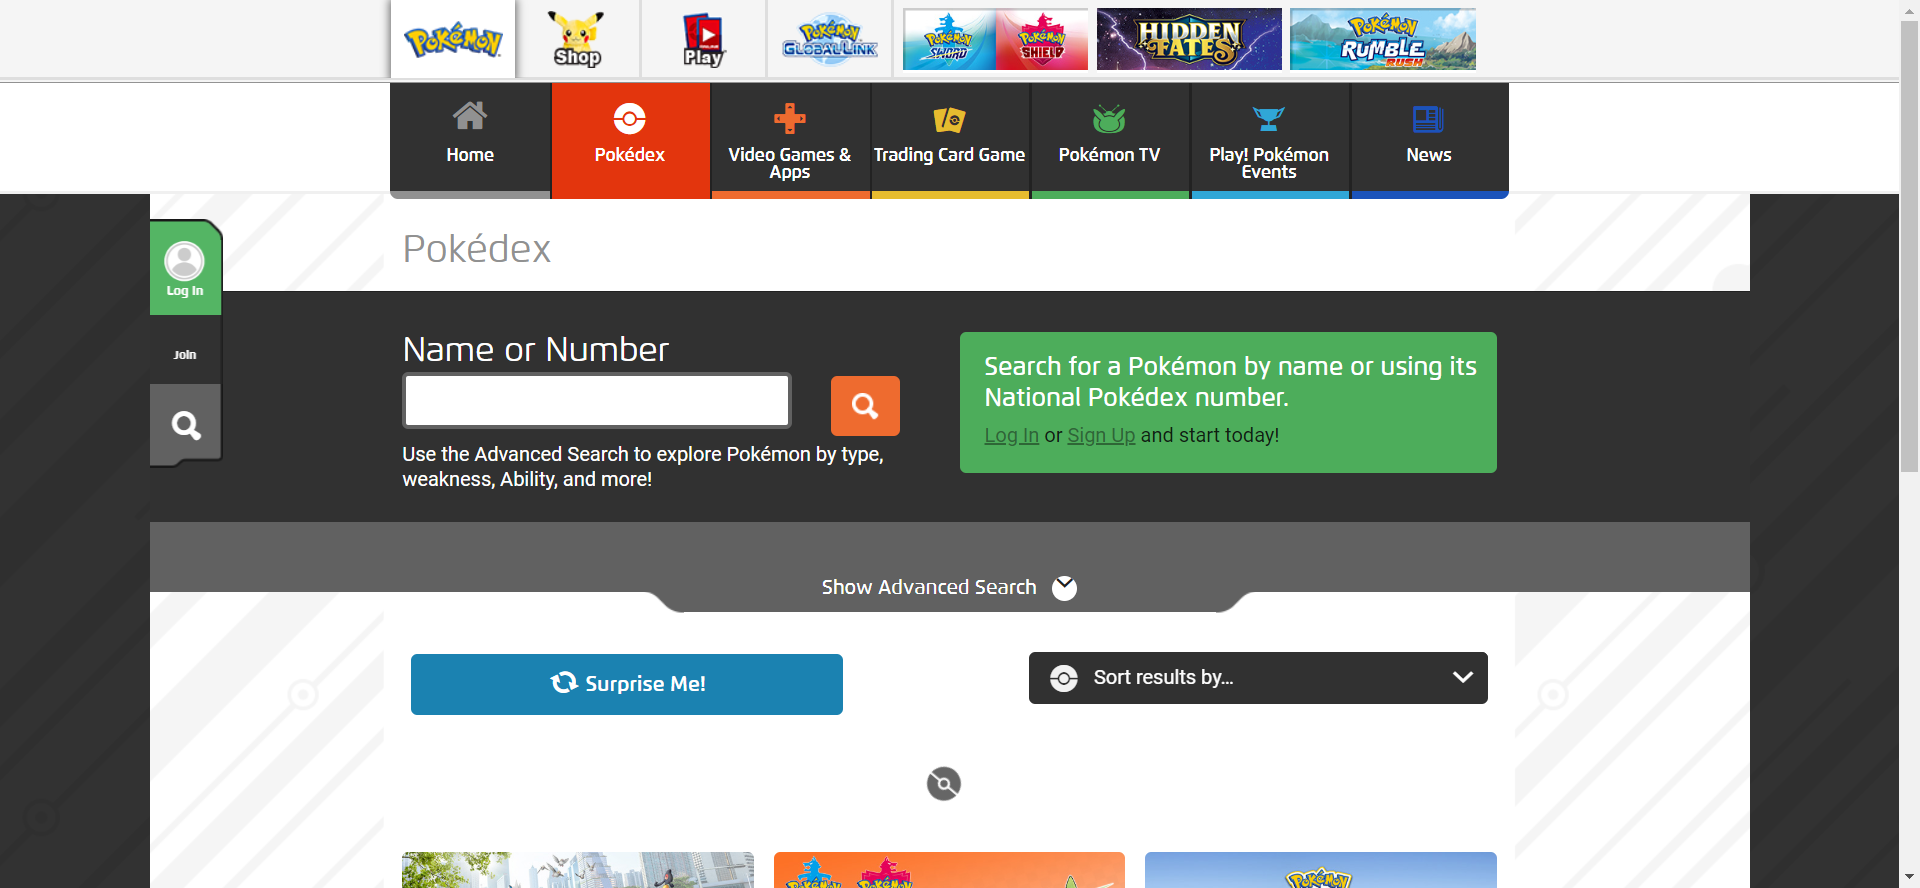 Pokémon
Shop
Play
Pokémon
GLOBAL LINK
Pokémon
SWORD
Pokémon
SHIELD
HIDDEN
FATES
Pokémon
RUMBLE
RUSH
Home
Pokédex
Video Games &
Apps
Trading Card Game
Pokémon TV
Play! Pokémon
Events
News
Pokédex
Log In
Join
Name or Number
Use the Advanced Search to explore Pokémon by type,
weakness, Ability, and more!
Search for a Pokémon by name or using its
National Pokédex number.
Log In or Sign Up and start today!
Show Advanced Search
Surprise Me!
Sort results by...
Pokémon
Pokémon
Pokémon